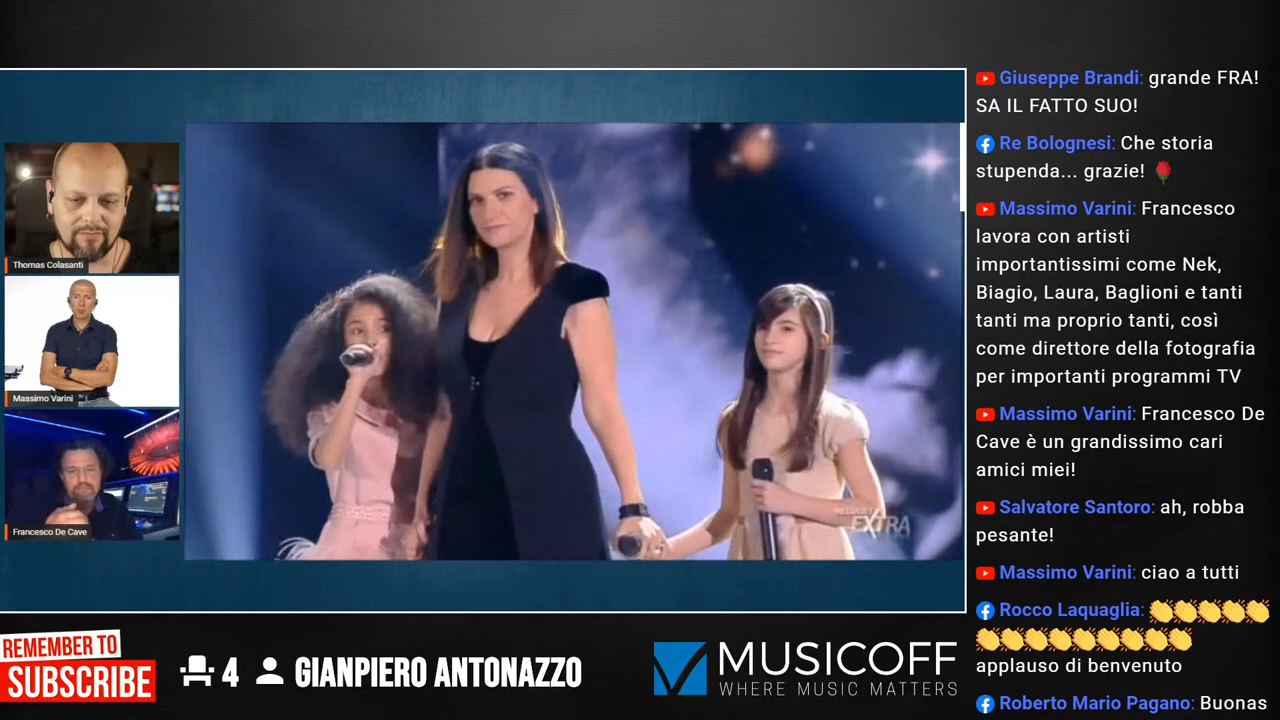 Giuseppe Brandi: grande FRA!
SA IL FATTO SUO!
Re Bolognesi: Che storia
stupenda... grazie! 🌹
Massimo Varini: Francesco
lavora con artisti
importantissimi come Nek,
Biagio, Laura, Baglioni e tanti
tanti ma proprio tanti, così
come direttore della fotografia
per importanti programmi TV
Massimo Varini: Francesco De
Cave è un grandissimo cari
amici miei!
Salvatore Santoro: ah, robba
pesante!
Massimo Varini: ciao a tutti
Rocco Laquaglia: 👏👏👏👏👏
👏👏👏👏👏👏👏👏👏
applauso di benvenuto
Roberto Mario Pagano: Buonas
Thomas Colasanti
Massimo Varini
Francesco De Cave
MEDIASET
EXTRA
REMEMBER TO
SUBSCRIBE
4
GIANPIERO ANTONAZZO
MUSICOFF
WHERE MUSIC MATTERS